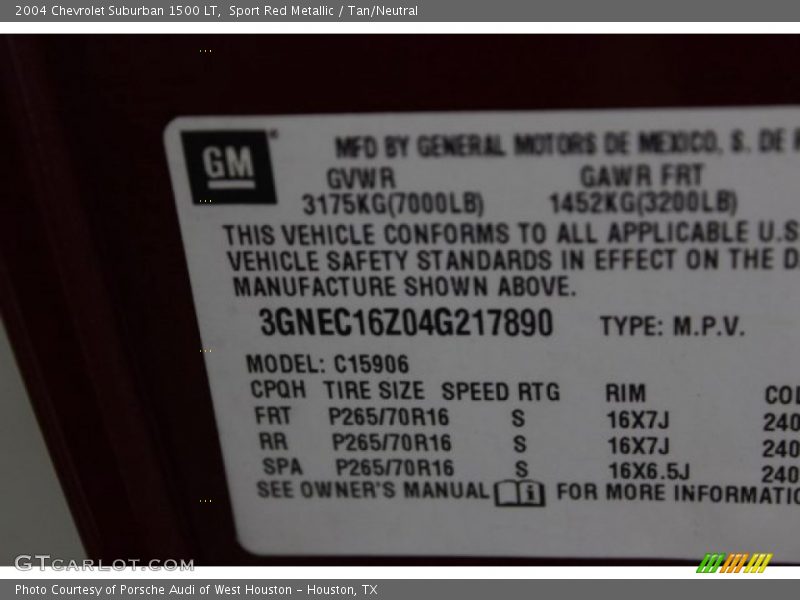 2004 Chevrolet Suburban 1500 LT, Sport Red Metallic / Tan/Neutral
GM
MFD BY GENERAL MOTORS DE MEXICO, S. DE
GVWR GAWR FRT
3175KG(7000LB) 1452KG(3200LB)
THIS VEHICLE CONFORMS TO ALL APPLICABLE U.S
VEHICLE SAFETY STANDARDS IN EFFECT ON THE D
MANUFACTURE SHOWN ABOVE.
3GNEC16Z04G217890 TYPE: M.P.V.
MODEL: C15906
CPQH TIRE SIZE SPEED RTG RIM COL
FRT P265/70R16 S 16X7J 240
RR P265/70R16 S 16X7J 240
SPA P265/70R16 S 16X6.5J 240
SEE OWNER'S MANUAL i FOR MORE INFORMATIO
GTCARLOT.COM
Photo Courtesy of Porsche Audi of West Houston – Houston, TX